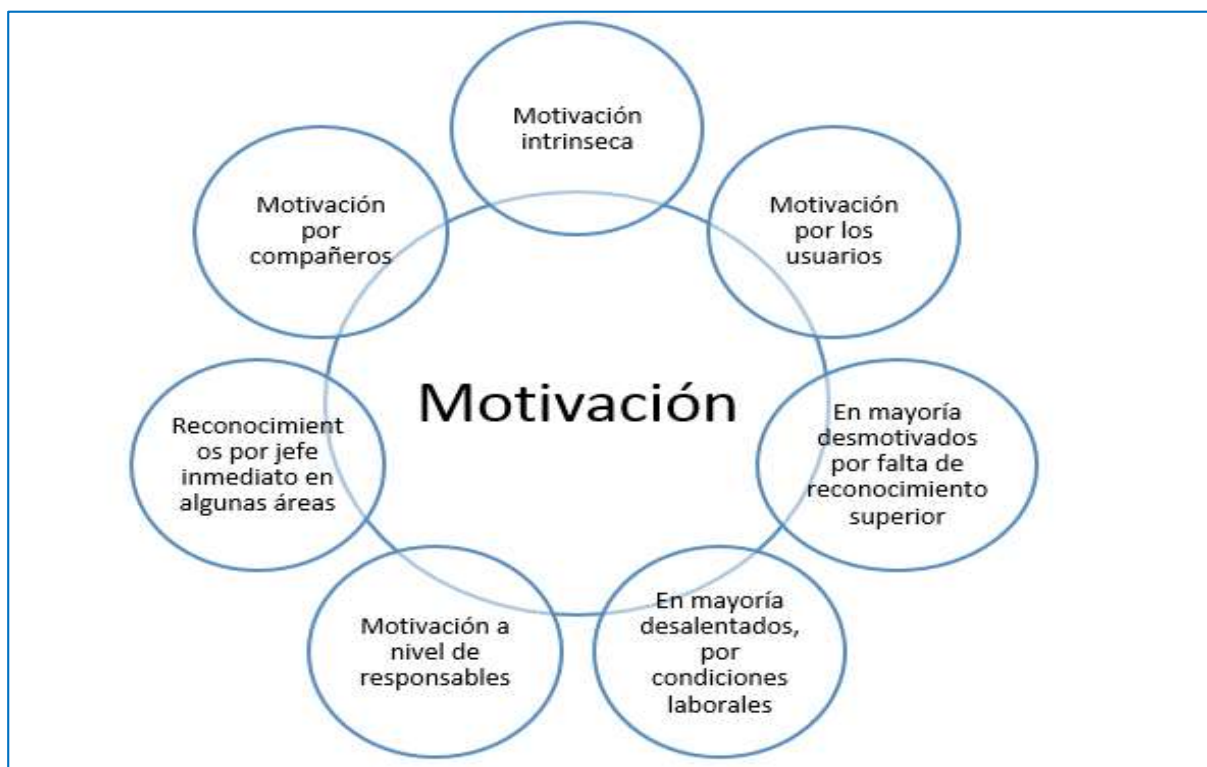 Motivación
intrinseca
Motivación
por los
usuarios
En mayoría
desmotivados
por falta de
reconocimiento
superior
En mayoría
desalentados,
por
condiciones
laborales
Motivación a
nivel de
responsables
Reconocimient
os por jefe
inmediato en
algunas áreas
Motivación
por
compañeros
Motivación